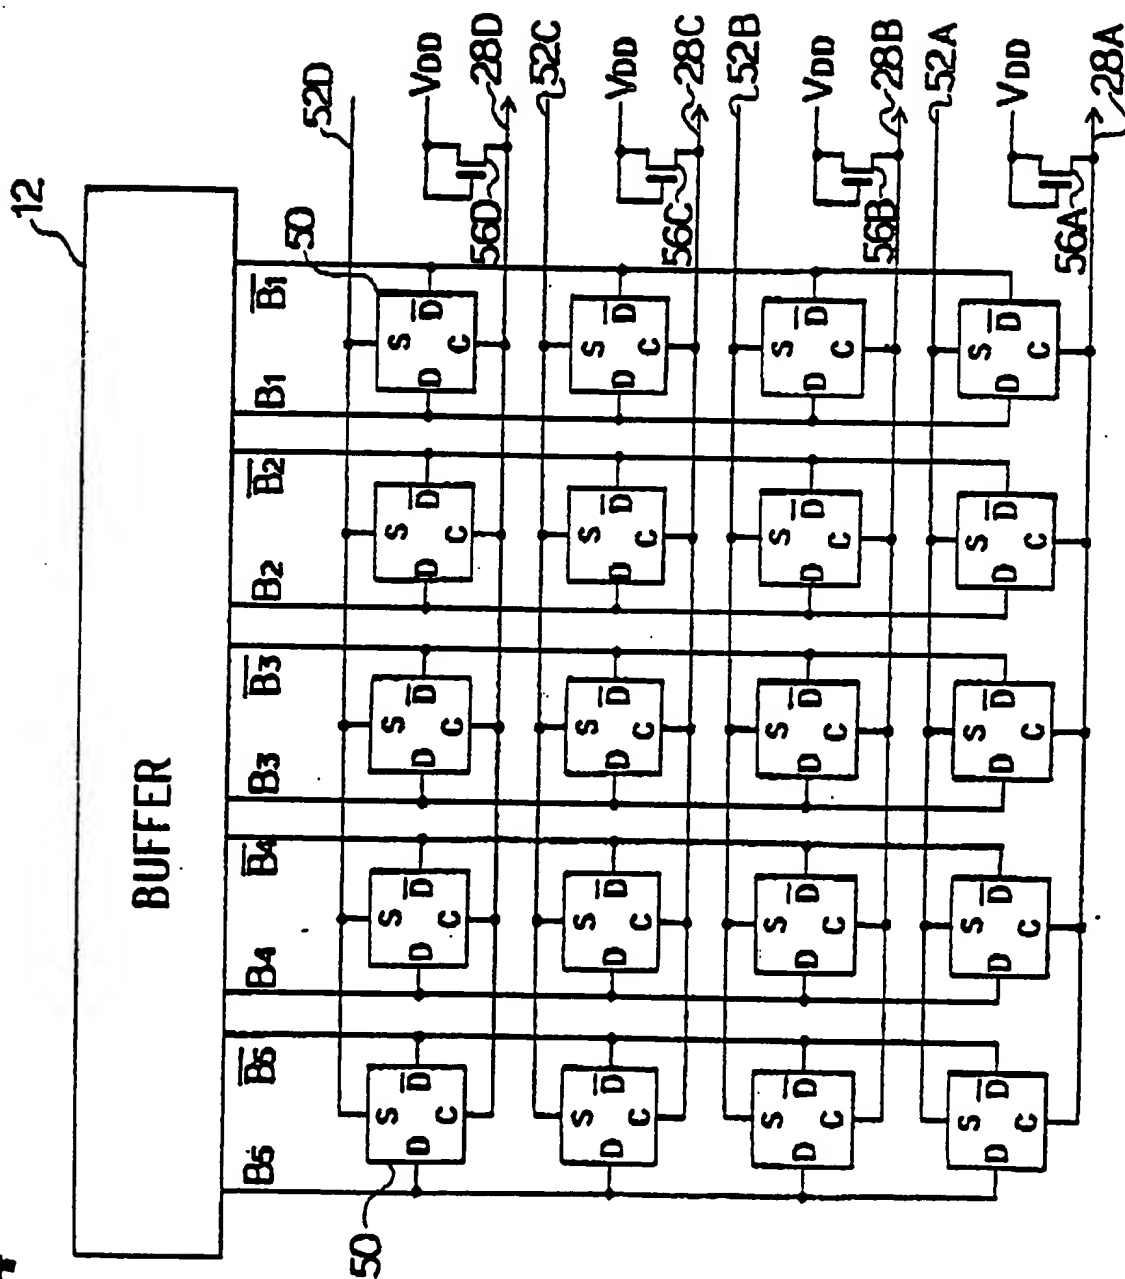 12
BUFFER
B5 B̅5̅ B4 B̅4̅ B3 B̅3̅ B2 B̅2̅ B1 B̅1̅
50 52D
50
S S S S S
D D̅ D D̅ D D̅ D D̅ D D̅ VDD
C C C C C
56D 28D
52C
S S S S S
D D̅ D D̅ D D̅ D D̅ D D̅ VDD
C C C C C
56C 28C
52B
S S S S S
D D̅ D D̅ D D̅ D D̅ D D̅ VDD
C C C C C
56B 28B
52A
S S S S S
D D̅ D D̅ D D̅ D D̅ D D̅ VDD
C C C C C
56A 28A